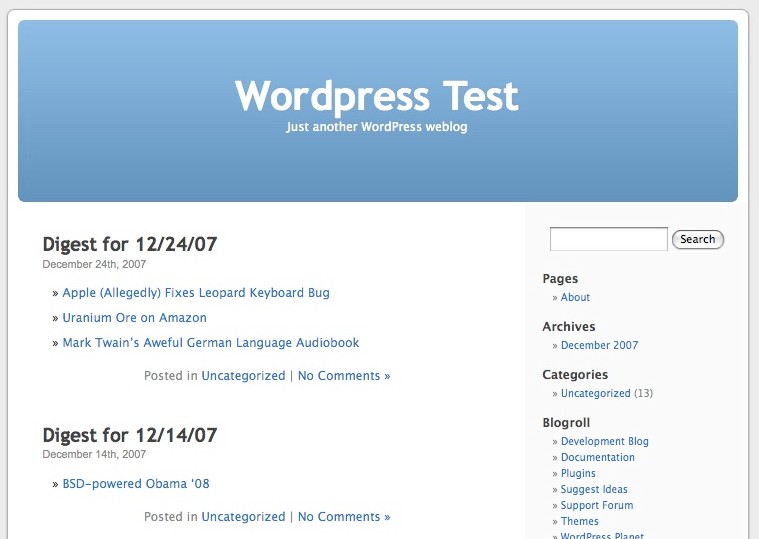 Wordpress Test
Just another WordPress weblog
Digest for 12/24/07
December 24th, 2007
» Apple (Allegedly) Fixes Leopard Keyboard Bug
» Uranium Ore on Amazon
» Mark Twain’s Aweful German Language Audiobook
Posted in Uncategorized | No Comments »
Digest for 12/14/07
December 14th, 2007
» BSD-powered Obama ‘08
Posted in Uncategorized | No Comments »
Search
Pages
» About
Archives
» December 2007
Categories
» Uncategorized (13)
Blogroll
» Development Blog
» Documentation
» Plugins
» Suggest Ideas
» Support Forum
» Themes
» WordPress Planet